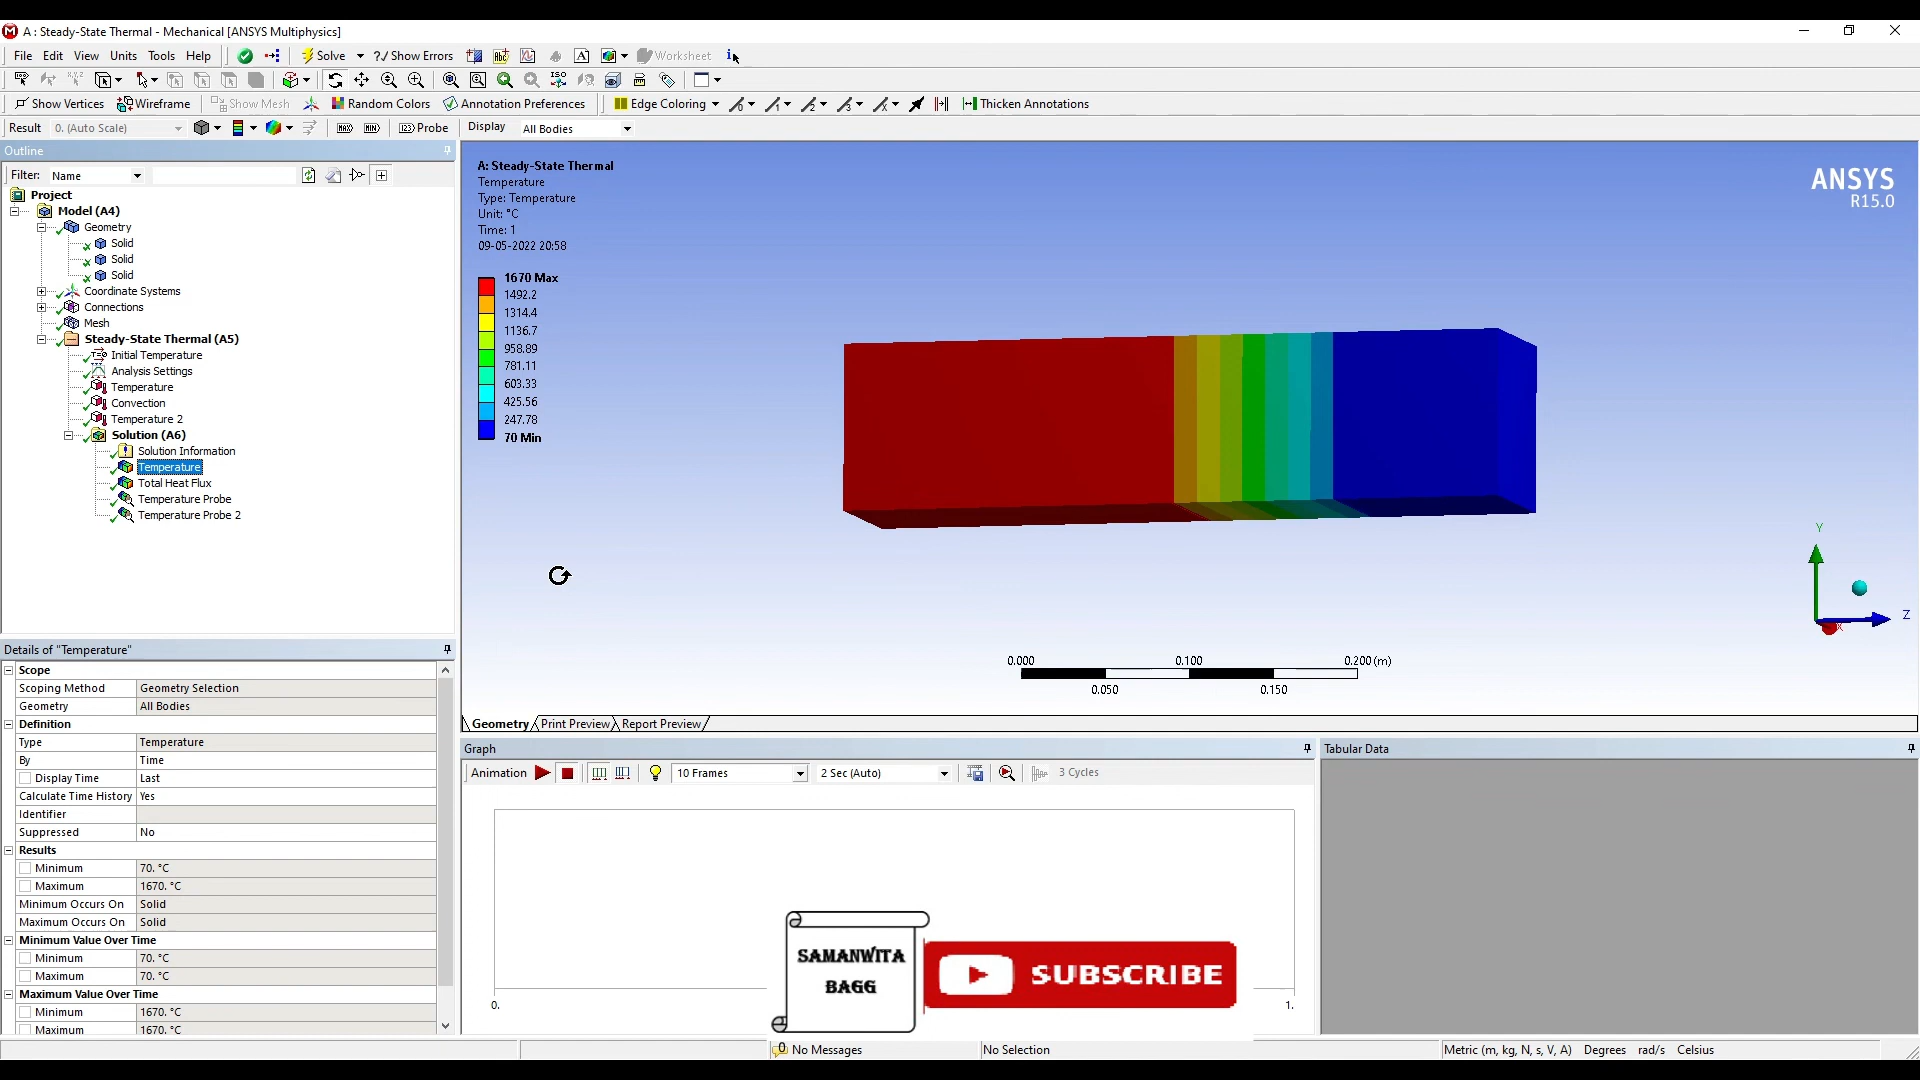 A : Steady-State Thermal - Mechanical [ANSYS Multiphysics]
File Edit View Units Tools Help Solve ?/ Show Errors Worksheet
Show Vertices Wireframe Show Mesh Random Colors Annotation Preferences Edge Coloring Thicken Annotations
Result 0. (Auto Scale) MAX MIN Probe Display All Bodies
Outline
Filter: Name
Project
Model (A4)
Geometry
Solid
Solid
Solid
Coordinate Systems
Connections
Mesh
Steady-State Thermal (A5)
Initial Temperature
Analysis Settings
Temperature
Convection
Temperature 2
Solution (A6)
Solution Information
Temperature
Total Heat Flux
Temperature Probe
Temperature Probe 2
A: Steady-State Thermal
Temperature
Type: Temperature
Unit: °C
Time: 1
09-05-2022 20:58
1670 Max
1492.2
1314.4
1136.7
958.89
781.11
603.33
425.56
247.78
70 Min
ANSYS
R15.0
Y
Z
X
0.000 0.100 0.200 (m)
0.050 0.150
Geometry Print Preview Report Preview
Details of "Temperature"
Scope
Scoping Method Geometry Selection
Geometry All Bodies
Definition
Type Temperature
By Time
Display Time Last
Calculate Time History Yes
Identifier
Suppressed No
Results
Minimum 70. °C
Maximum 1670. °C
Minimum Occurs On Solid
Maximum Occurs On Solid
Minimum Value Over Time
Minimum 70. °C
Maximum 70. °C
Maximum Value Over Time
Minimum 1670. °C
Maximum 1670. °C
Graph
Animation 10 Frames 2 Sec (Auto) 3 Cycles
0. 1.
Tabular Data
SAMANWITA
BAGG
SUBSCRIBE
0 No Messages No Selection Metric (m, kg, N, s, V, A) Degrees rad/s Celsius